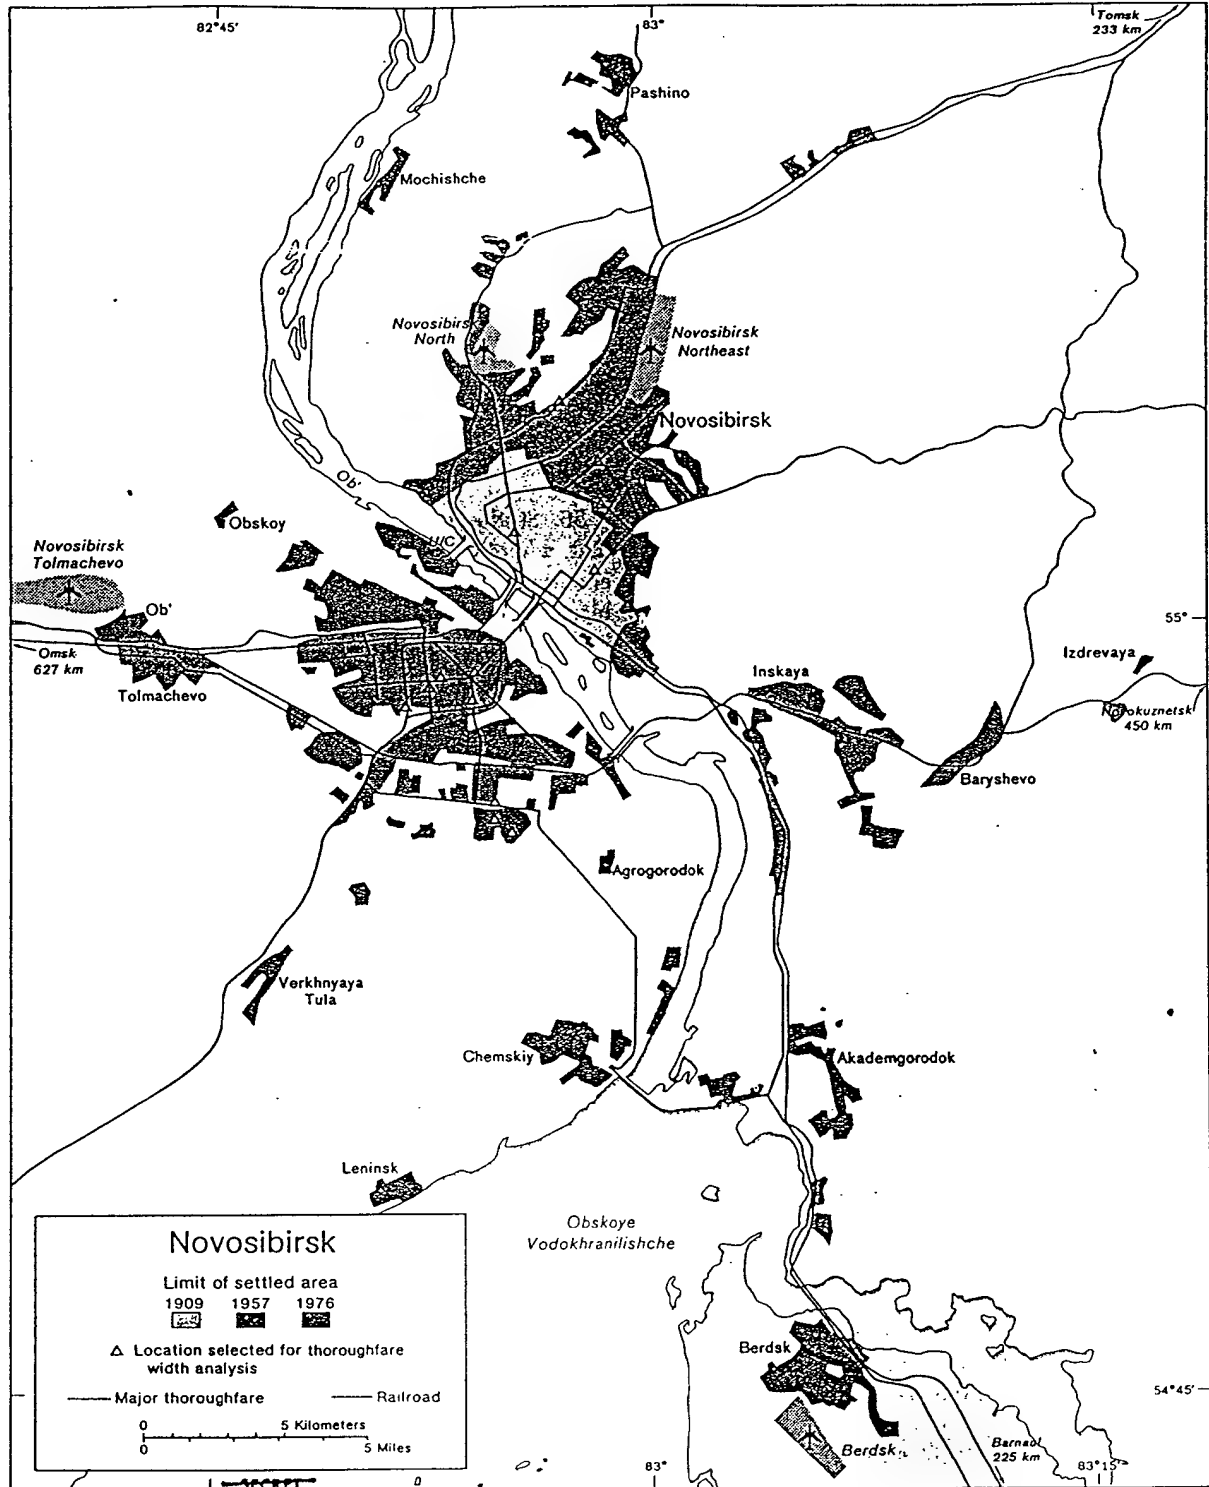 82°45'
83°
Tomsk
233 km
Pashino
Mochishche
Novosibirsk
North
Novosibirsk
Northeast
Novosibirsk
Ob'
Obskoy
Novosibirsk
Tolmachevo
Ob'
Omsk
627 km
Tolmachevo
55°
Izdrevaya
Inskaya
Novokuznetsk
450 km
Baryshevo
Agrogorodok
Verkhnyaya
Tula
Chemskiy
Akademgorodok
Leninsk
Obskoye
Vodokhranilishche
Berdsk
54°45'
Berdsk
Barnaul
225 km
83°
83°15'
Novosibirsk
Limit of settled area
1909 1957 1976
△ Location selected for thoroughfare
width analysis
Major thoroughfare Railroad
0 5 Kilometers
0 5 Miles
SECRET